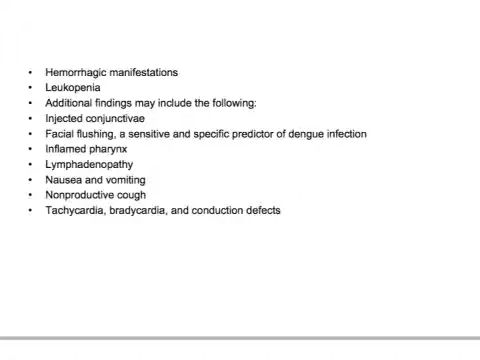 • Hemorrhagic manifestations
• Leukopenia
• Additional findings may include the following:
• Injected conjunctivae
• Facial flushing, a sensitive and specific predictor of dengue infection
• Inflamed pharynx
• Lymphadenopathy
• Nausea and vomiting
• Nonproductive cough
• Tachycardia, bradycardia, and conduction defects